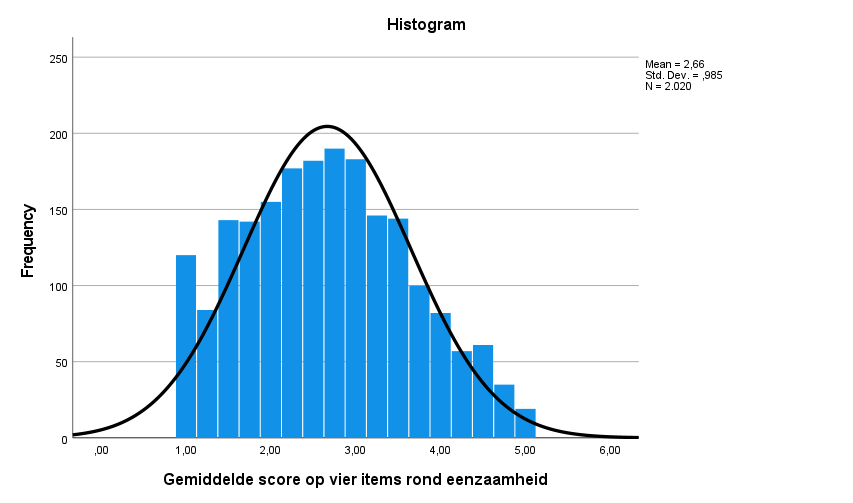 Histogram
250
200
150
100
50
0
Frequency
,00
1,00
2,00
3,00
4,00
5,00
6,00
Gemiddelde score op vier items rond eenzaamheid
Mean = 2,66
Std. Dev. = ,985
N = 2.020